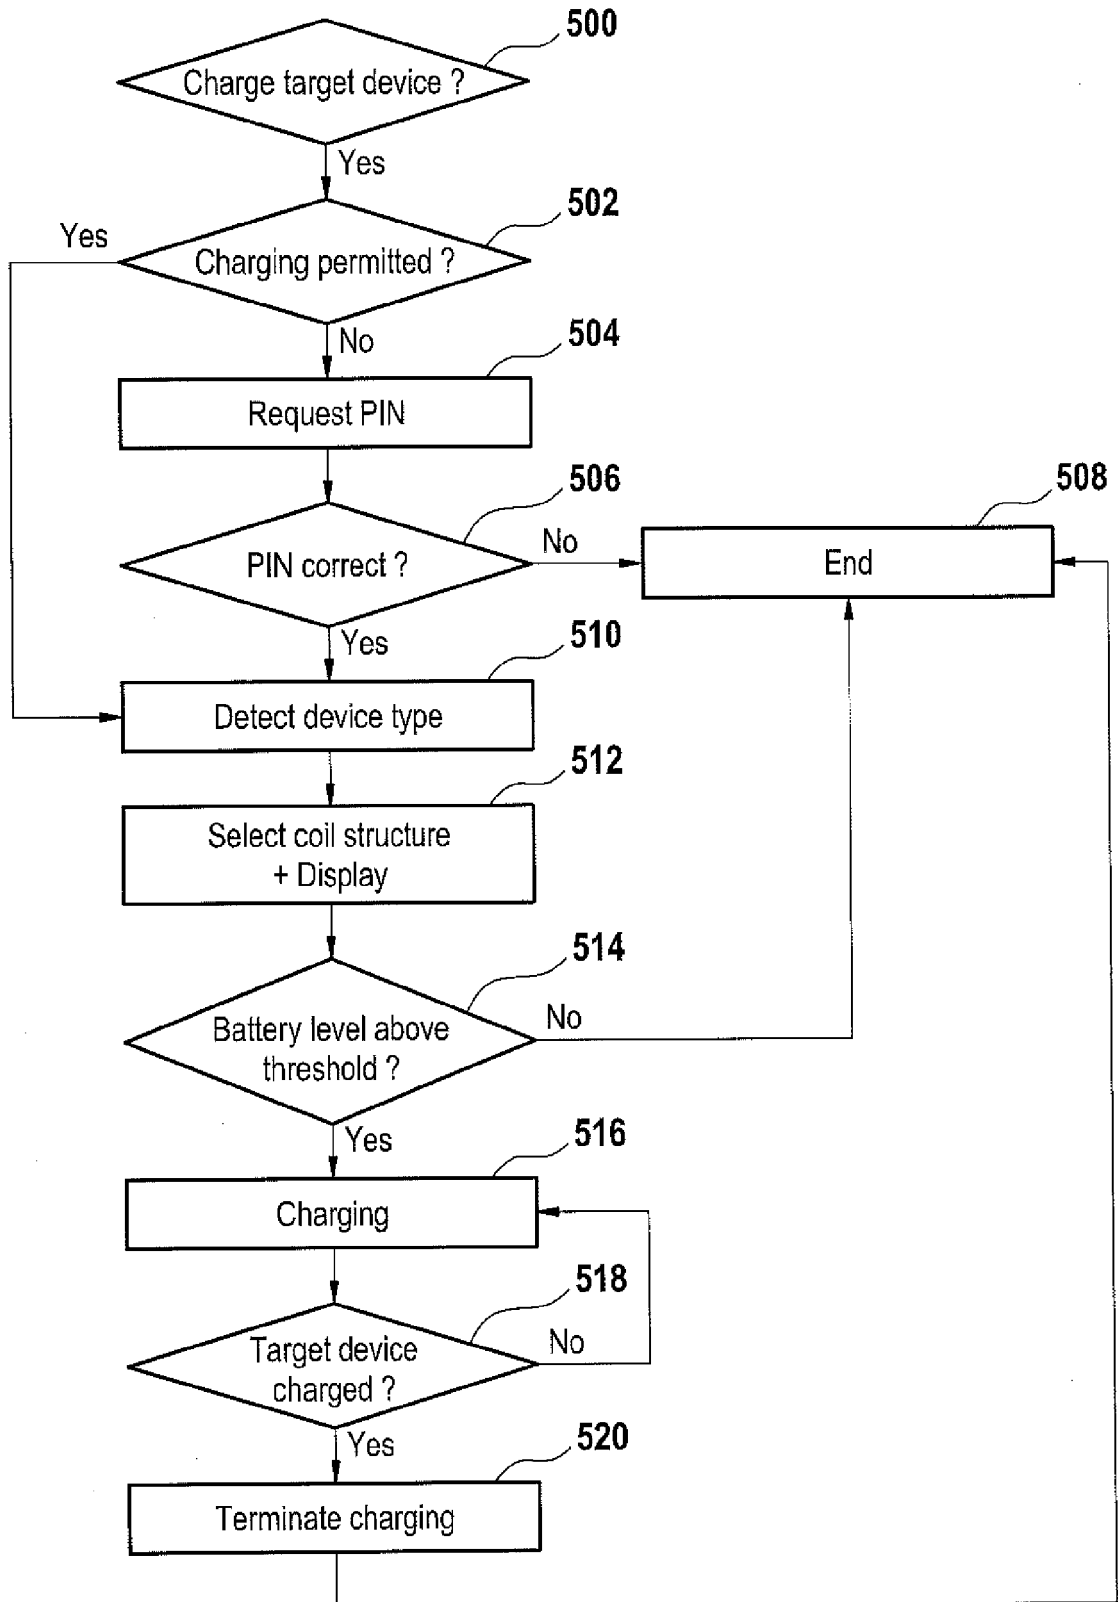 500
Charge target device ?
Yes
502
Yes
Charging permitted ?
No
504
Request PIN
506
508
PIN correct ?
No
End
Yes
510
Detect device type
512
Select coil structure
+ Display
514
Battery level above
threshold ?
No
Yes
516
Charging
518
Target device
charged ?
No
Yes
520
Terminate charging